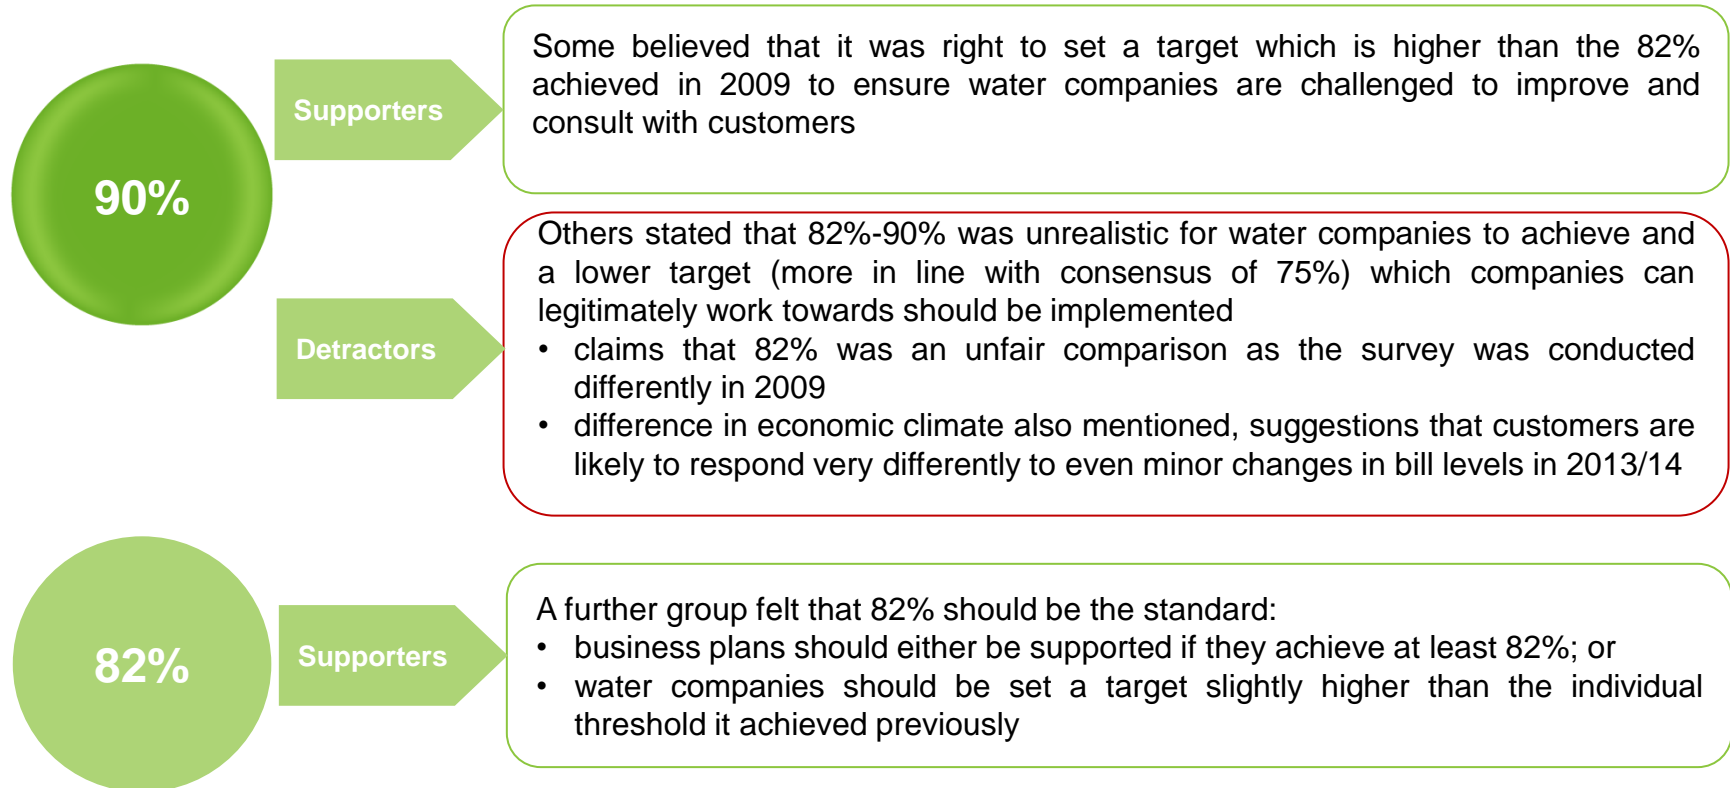 90%
Supporters
Some believed that it was right to set a target which is higher than the 82%
achieved in 2009 to ensure water companies are challenged to improve and
consult with customers
Detractors
Others stated that 82%-90% was unrealistic for water companies to achieve and
a lower target (more in line with consensus of 75%) which companies can
legitimately work towards should be implemented
• claims that 82% was an unfair comparison as the survey was conducted
differently in 2009
• difference in economic climate also mentioned, suggestions that customers are
likely to respond very differently to even minor changes in bill levels in 2013/14
82%
Supporters
A further group felt that 82% should be the standard:
• business plans should either be supported if they achieve at least 82%; or
• water companies should be set a target slightly higher than the individual
threshold it achieved previously